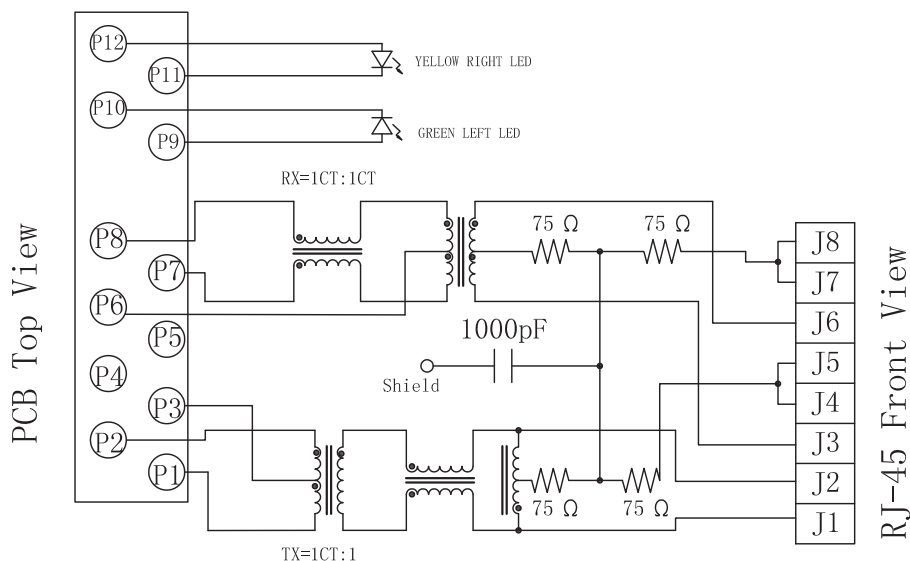 P12
P11
YELLOW RIGHT LED
P10
P9
GREEN LEFT LED
RX=1CT:1CT
P8
P7
P6
P5
P4
P3
P2
P1
PCB Top View
75 Ω
75 Ω
1000pF
Shield
75 Ω
75 Ω
TX=1CT:1
J8
J7
J6
J5
J4
J3
J2
J1
RJ-45 Front View